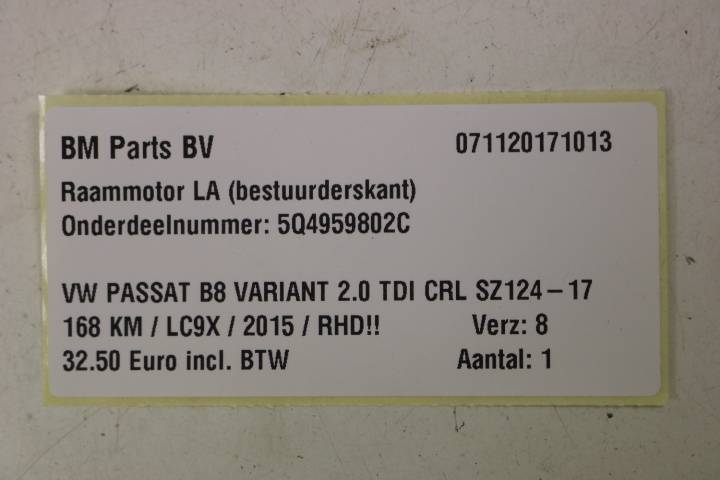 BM Parts BV 071120171013
Raammotor LA (bestuurderskant)
Onderdeelnummer: 5Q4959802C
VW PASSAT B8 VARIANT 2.0 TDI CRL SZ124-17
168 KM / LC9X / 2015 / RHD!! Verz: 8
32.50 Euro incl. BTW Aantal: 1